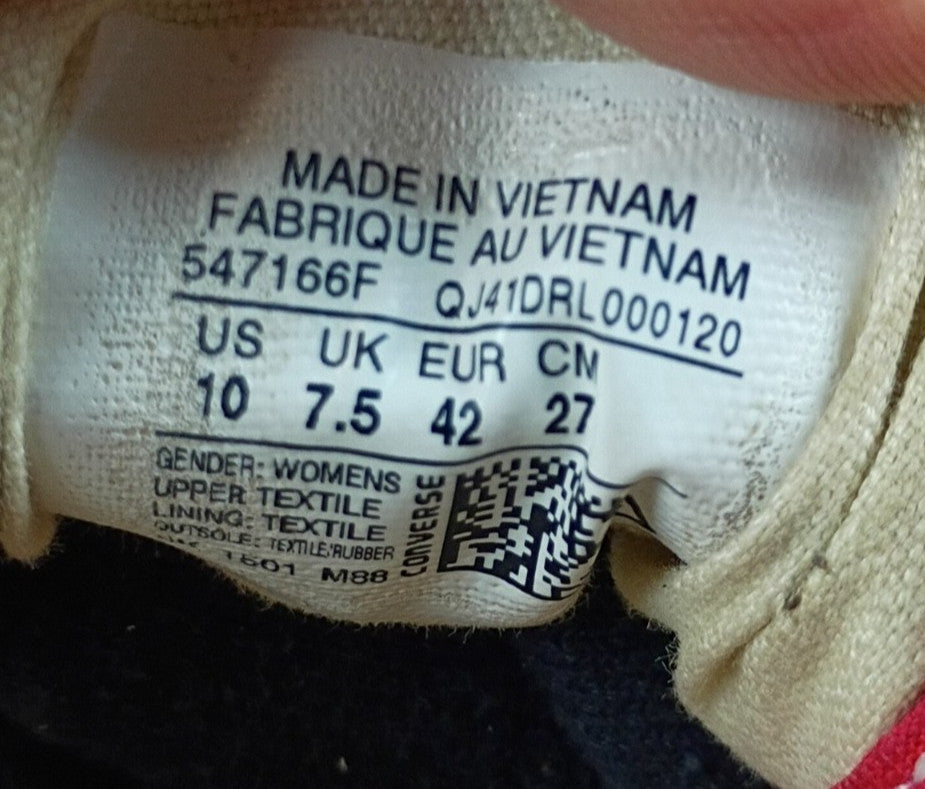 MADE IN VIETNAM
FABRIQUE AU VIETNAM
547166F QJ41DRL000120
US UK EUR CM
10 7.5 42 27
GENDER: WOMENS
UPPER TEXTILE
LINING: TEXTILE
OUTSOLE: TEXTILE/RUBBER
1501 M88
CONVERSE